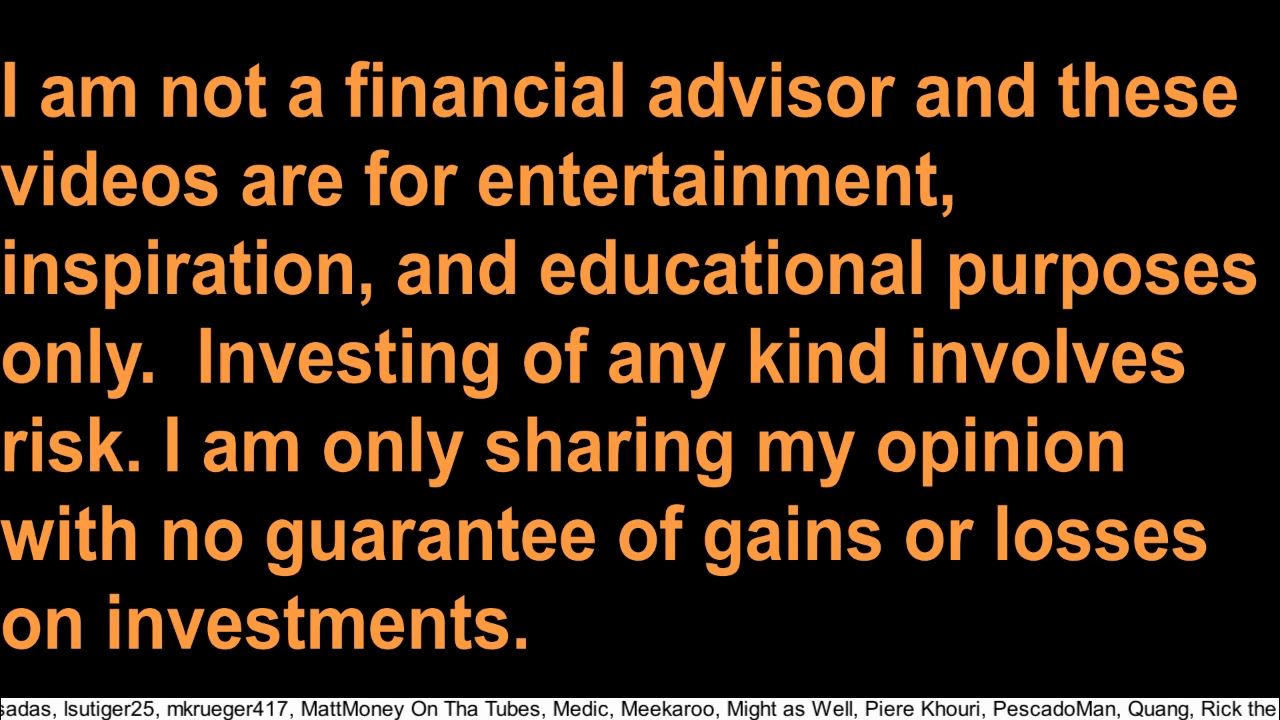 I am not a financial advisor and these
videos are for entertainment,
inspiration, and educational purposes
only.  Investing of any kind involves
risk. I am only sharing my opinion
with no guarantee of gains or losses
on investments.
sadas, lsutiger25, mkrueger417, MattMoney On Tha Tubes, Medic, Meekaroo, Might as Well, Piere Khouri, PescadoMan, Quang, Rick the